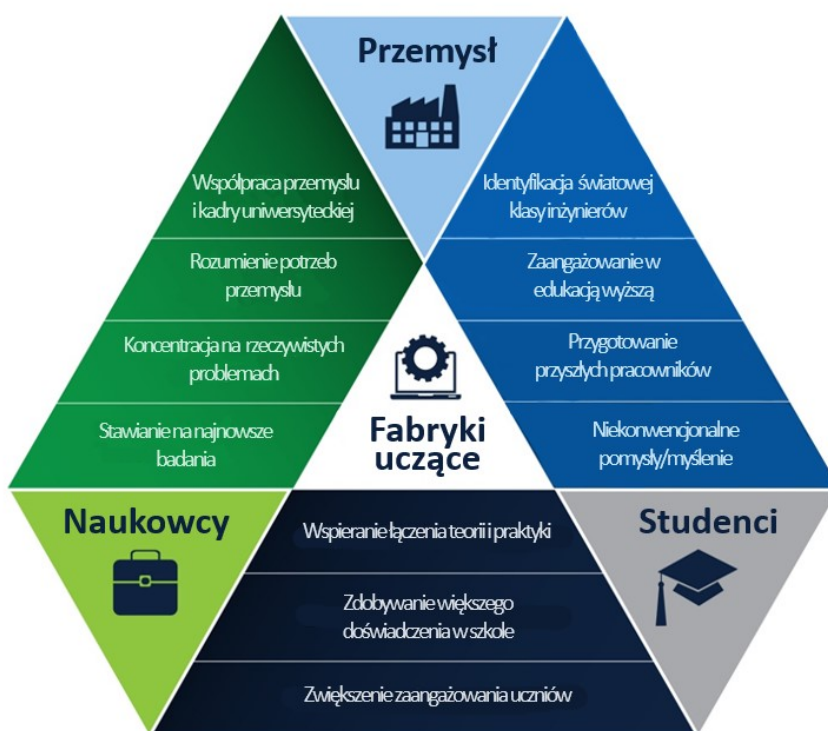 Przemysł
Współpraca przemysłu
i kadry uniwersyteckiej
Rozumienie potrzeb
przemysłu
Koncentracja na rzeczywistych
problemach
Stawianie na najnowsze
badania
Identyfikacja światowej
klasy inżynierów
Zaangażowanie w
edukacją wyższą
Przygotowanie
przyszłych pracowników
Niekonwencjonalne
pomysły/myślenie
Fabryki
uczące
Naukowcy
Wspieranie łączenia teorii i praktyki
Zdobywanie większego
doświadczenia w szkole
Zwiększenie zaangażowania uczniów
Studenci